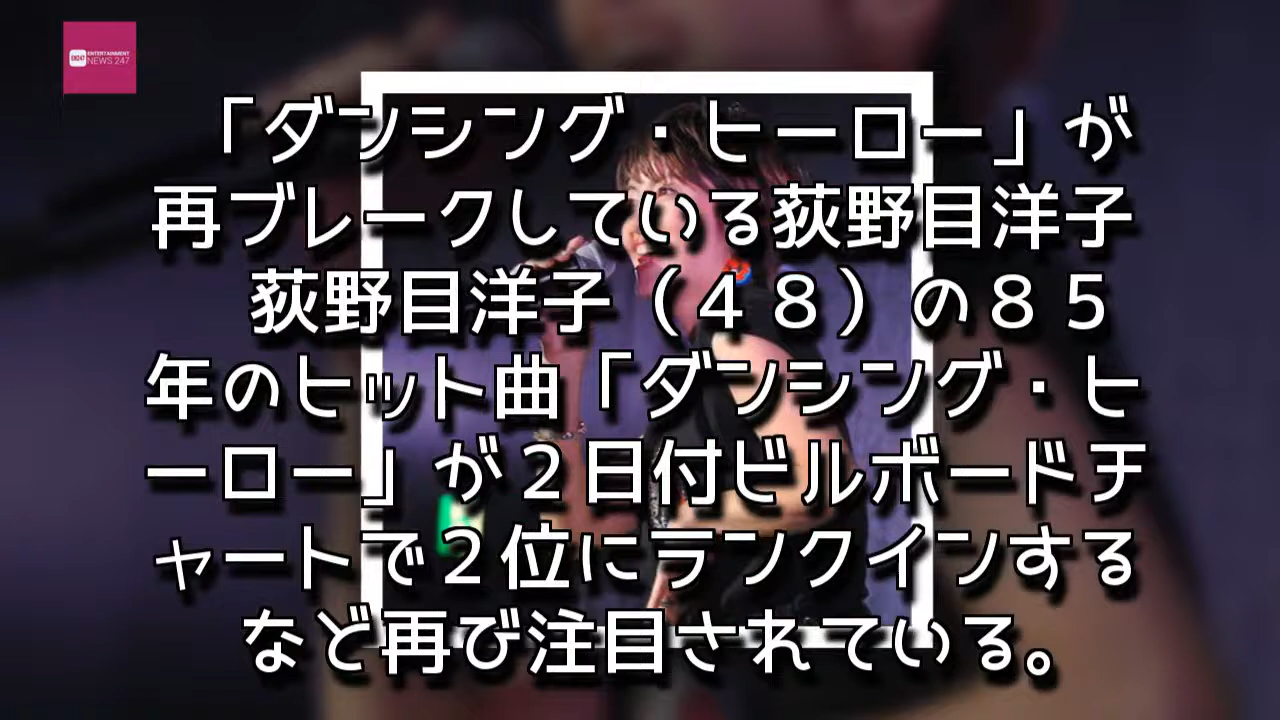 ENTERTAINMENT
NEWS 247
「ダンシング・ヒーロー」が
再ブレークしている荻野目洋子
荻野目洋子（４８）の８５
年のヒット曲「ダンシング・ヒ
ーロー」が２日付ビルボードチ
ャートで２位にランクインする
など再び注目されている。